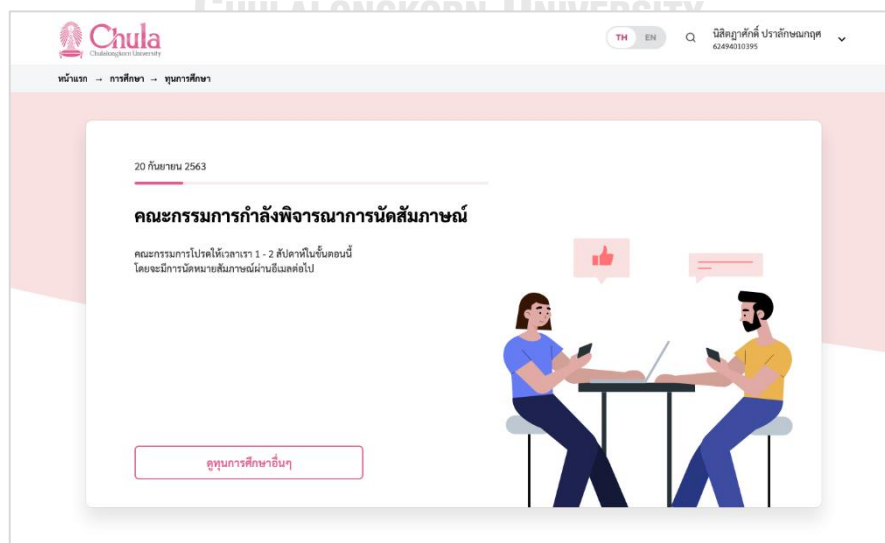 CHULALONGKORN UNIVERSITY
Chula
Chulalongkorn University
TH EN
นิสิตฎาศักดิ์ ปราลักษณกฤศ
62494010395
หน้าแรก → การศึกษา → ทุนการศึกษา
20 กันยายน 2563
คณะกรรมการกำลังพิจารณาการนัดสัมภาษณ์
คณะกรรมการโปรดให้เวลาเรา 1 - 2 สัปดาห์ในขั้นตอนนี้
โดยจะมีการนัดหมายสัมภาษณ์ผ่านอีเมลต่อไป
ดูทุนการศึกษาอื่นๆ